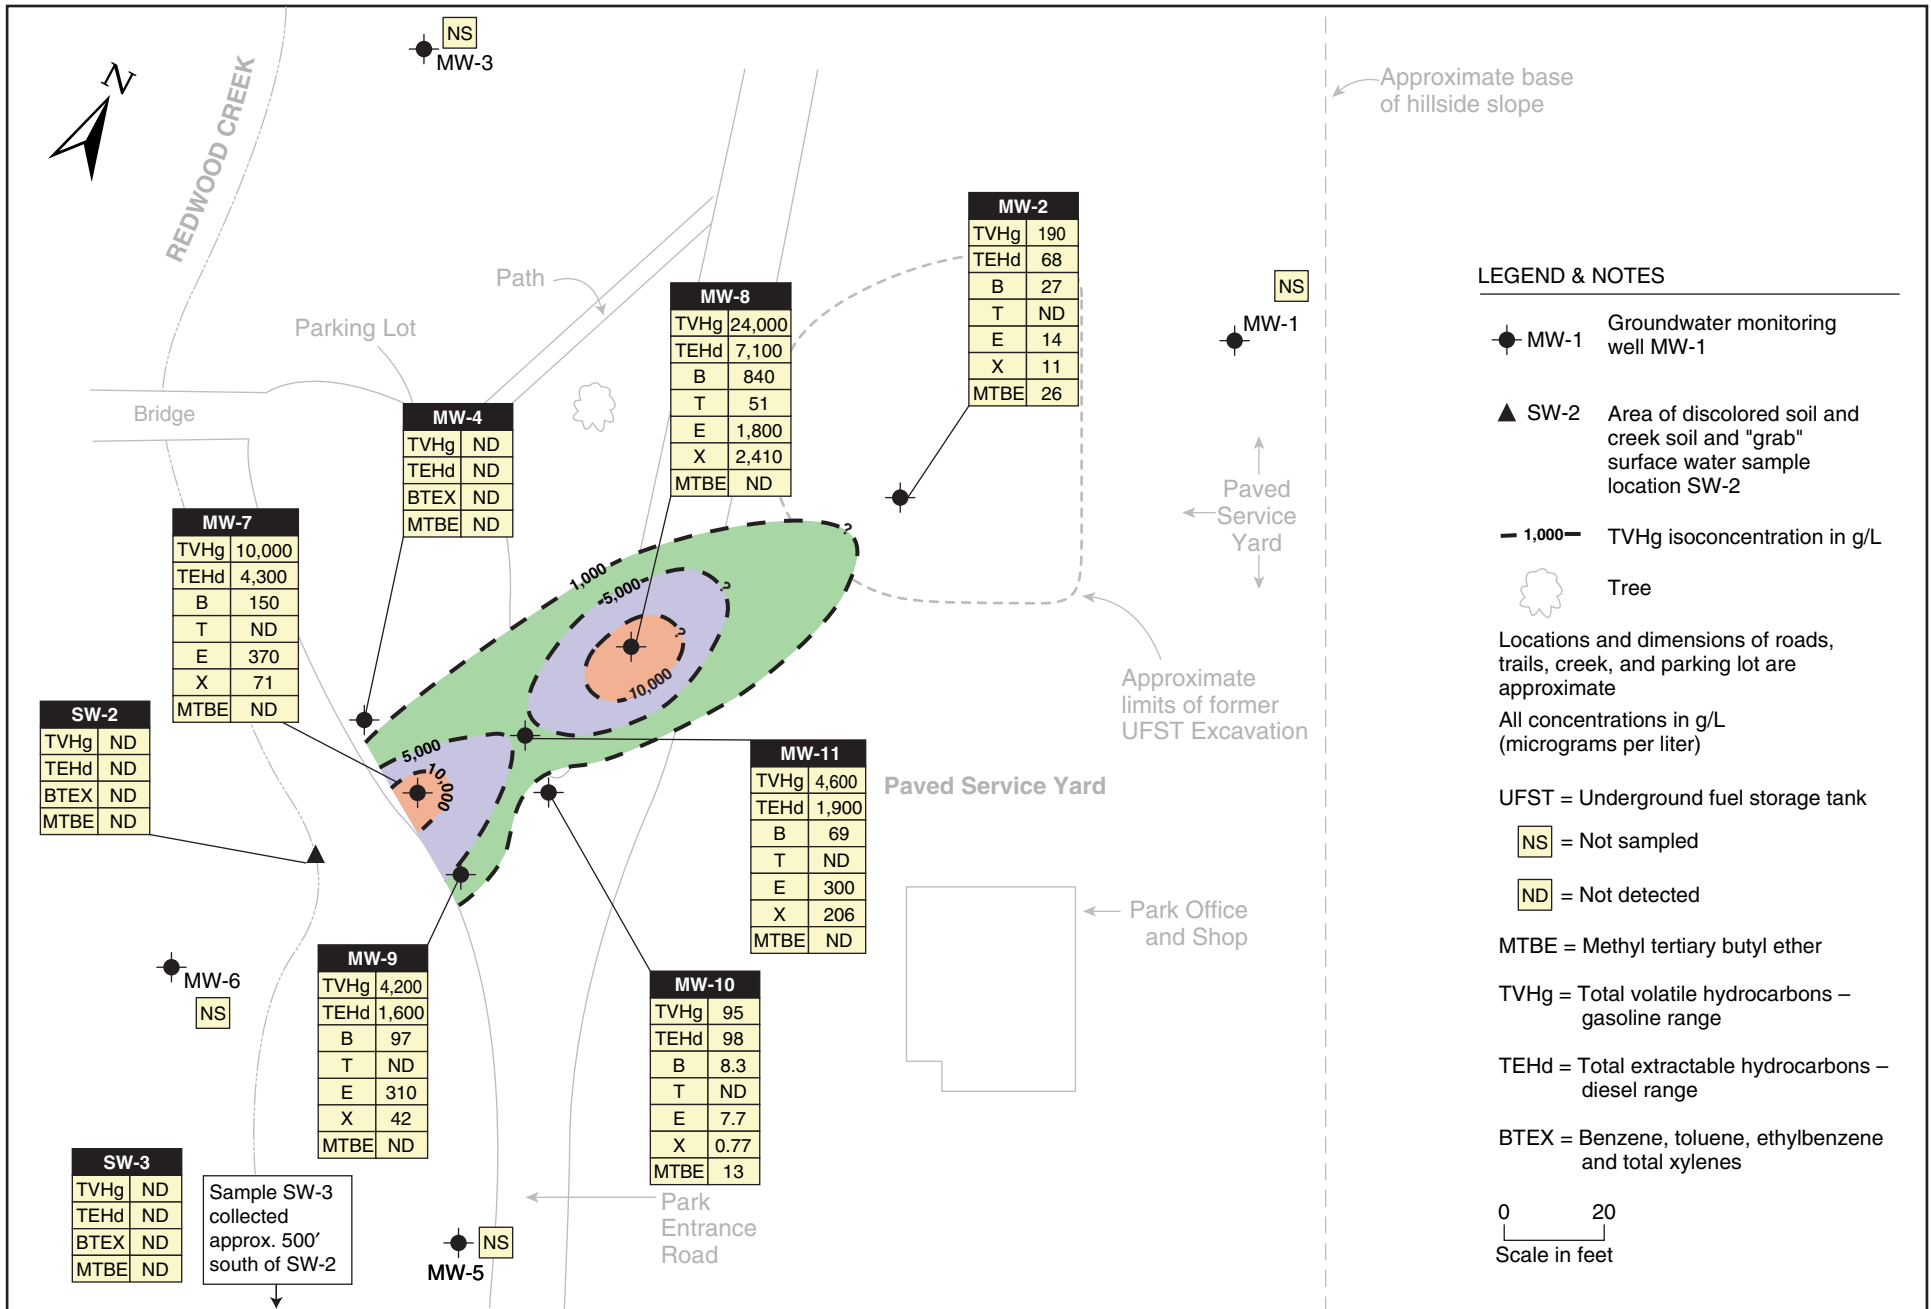 NS
MW-3
N
REDWOOD CREEK
Approximate base
of hillside slope
MW-2
TVHg 190
TEHd 68
B 27
T ND
E 14
X 11
MTBE 26
Path
Parking Lot
Bridge
MW-8
TVHg 24,000
TEHd 7,100
B 840
T 51
E 1,800
X 2,410
MTBE ND
NS
MW-1
MW-4
TVHg ND
TEHd ND
BTEX ND
MTBE ND
Paved
Service
Yard
MW-7
TVHg 10,000
TEHd 4,300
B 150
T ND
E 370
X 71
MTBE ND
1,000
?
5,000
?
10,000
?
5,000
10,000
Approximate
limits of former
UFST Excavation
SW-2
TVHg ND
TEHd ND
BTEX ND
MTBE ND
MW-11
TVHg 4,600
TEHd 1,900
B 69
T ND
E 300
X 206
MTBE ND
Paved Service Yard
Park Office
and Shop
MW-6
NS
MW-9
TVHg 4,200
TEHd 1,600
B 97
T ND
E 310
X 42
MTBE ND
MW-10
TVHg 95
TEHd 98
B 8.3
T ND
E 7.7
X 0.77
MTBE 13
SW-3
TVHg ND
TEHd ND
BTEX ND
MTBE ND
Sample SW-3
collected
approx. 500′
south of SW-2
NS
MW-5
Park
Entrance
Road
LEGEND & NOTES
MW-1 Groundwater monitoring
well MW-1
SW-2 Area of discolored soil and
creek soil and "grab"
surface water sample
location SW-2
1,000 TVHg isoconcentration in g/L
Tree
Locations and dimensions of roads,
trails, creek, and parking lot are
approximate
All concentrations in g/L
(micrograms per liter)
UFST = Underground fuel storage tank
NS = Not sampled
ND = Not detected
MTBE = Methyl tertiary butyl ether
TVHg = Total volatile hydrocarbons –
gasoline range
TEHd = Total extractable hydrocarbons –
diesel range
BTEX = Benzene, toluene, ethylbenzene
and total xylenes
0 20
Scale in feet